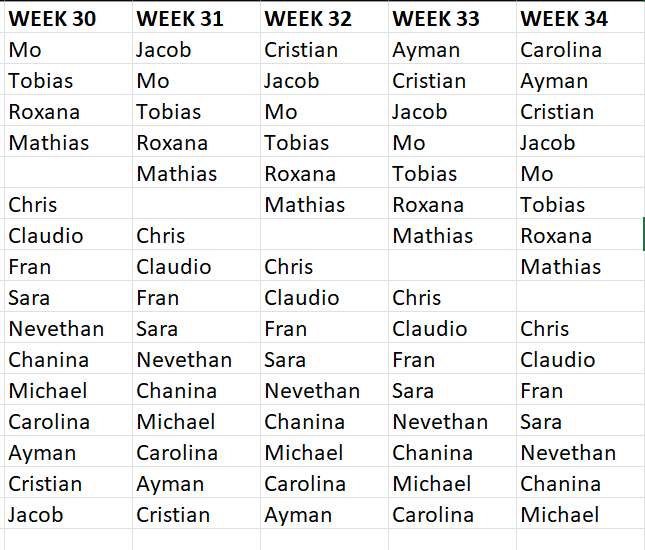 WEEK 30 WEEK 31 WEEK 32 WEEK 33 WEEK 34
Mo Jacob Cristian Ayman Carolina
Tobias Mo Jacob Cristian Ayman
Roxana Tobias Mo Jacob Cristian
Mathias Roxana Tobias Mo Jacob
Mathias Roxana Tobias Mo
Chris Mathias Roxana Tobias
Claudio Chris Mathias Roxana
Fran Claudio Chris Mathias
Sara Fran Claudio Chris
Nevethan Sara Fran Claudio Chris
Chanina Nevethan Sara Fran Claudio
Michael Chanina Nevethan Sara Fran
Carolina Michael Chanina Nevethan Sara
Ayman Carolina Michael Chanina Nevethan
Cristian Ayman Carolina Michael Chanina
Jacob Cristian Ayman Carolina Michael